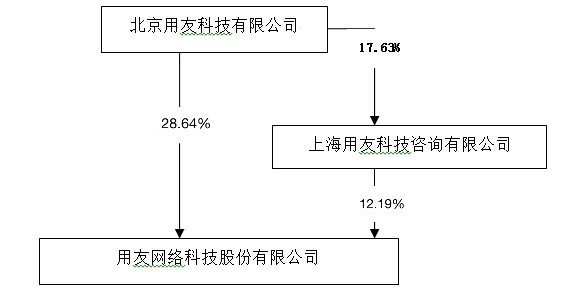 北京用友科技有限公司
17.63%
28.64%
上海用友科技咨询有限公司
12.19%
用友网络科技股份有限公司